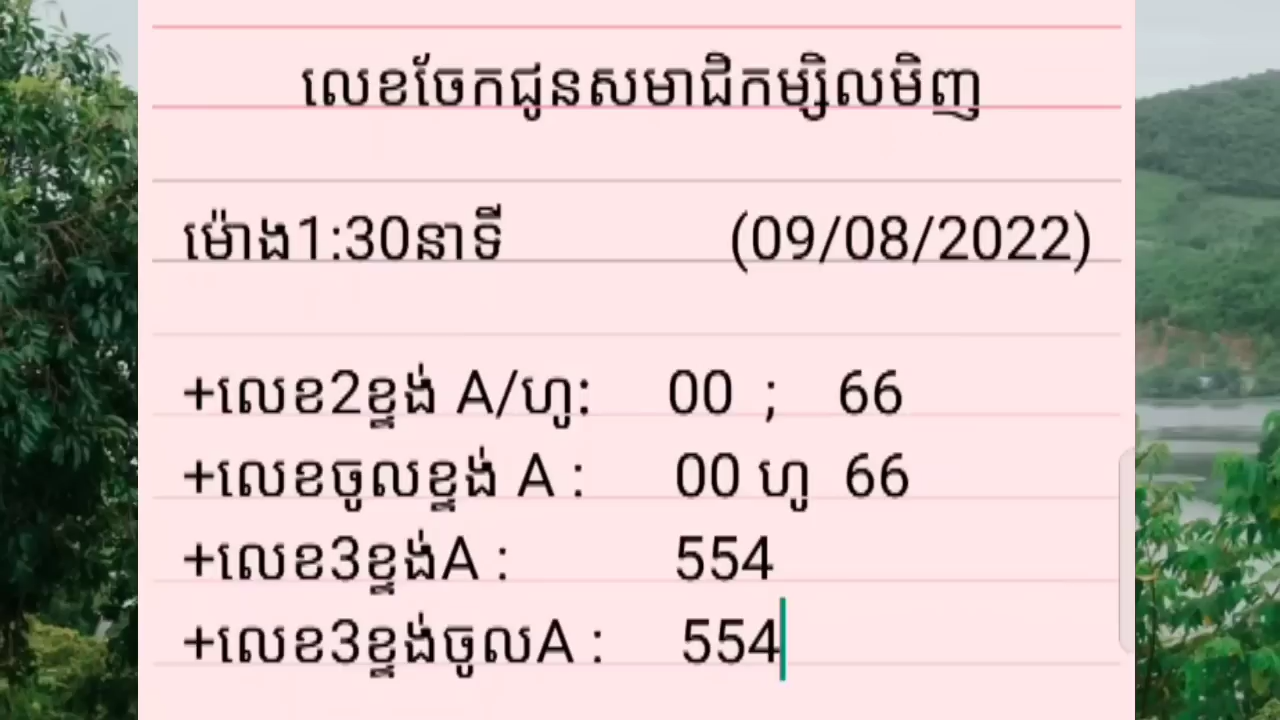 លេខចែកជូនសមាជិកម្សិលមិញ
ម៉ោង1:30នាទី (09/08/2022)
+លេខ2ខ្ទង់ A/ហូ: 00 ; 66
+លេខចូលខ្ទង់ A : 00 ហូ 66
+លេខ3ខ្ទង់A : 554
+លេខ3ខ្ទង់ចូលA : 554